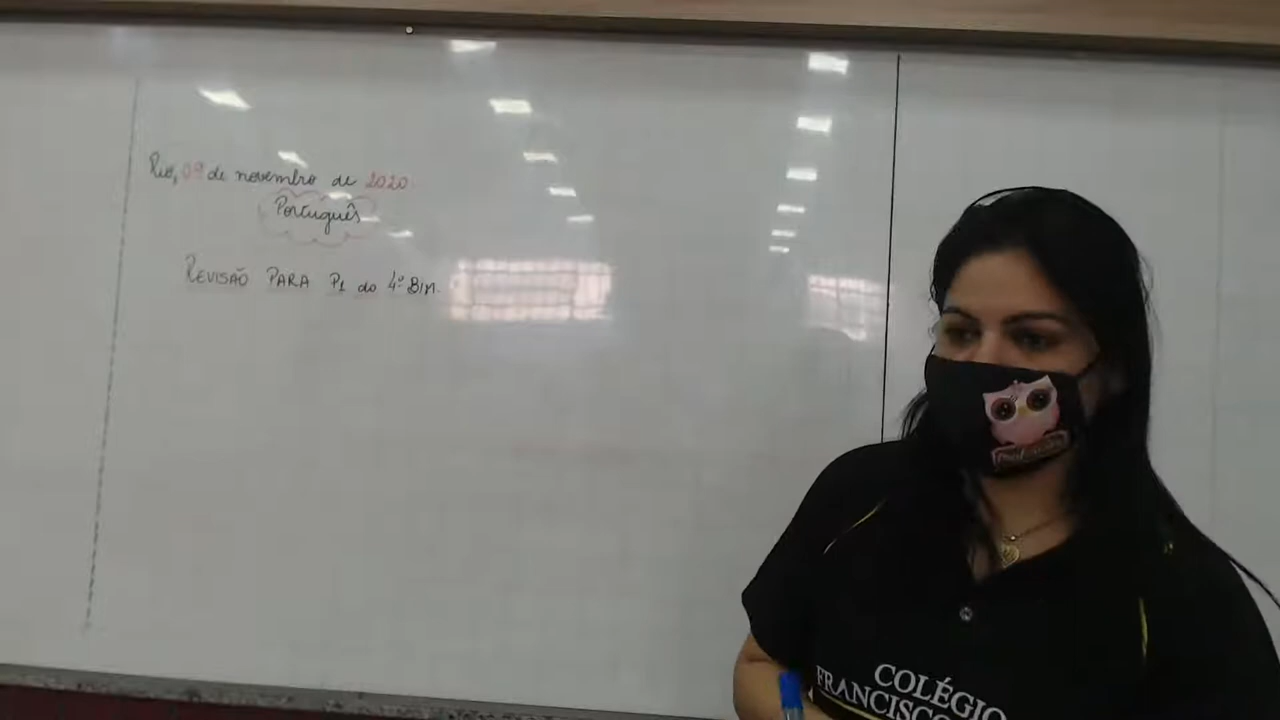 Rio, 09 de novembro de 2020
Português
REVISÃO PARA P1 do 4º Bim.
COLÉGIO
FRANCISCO